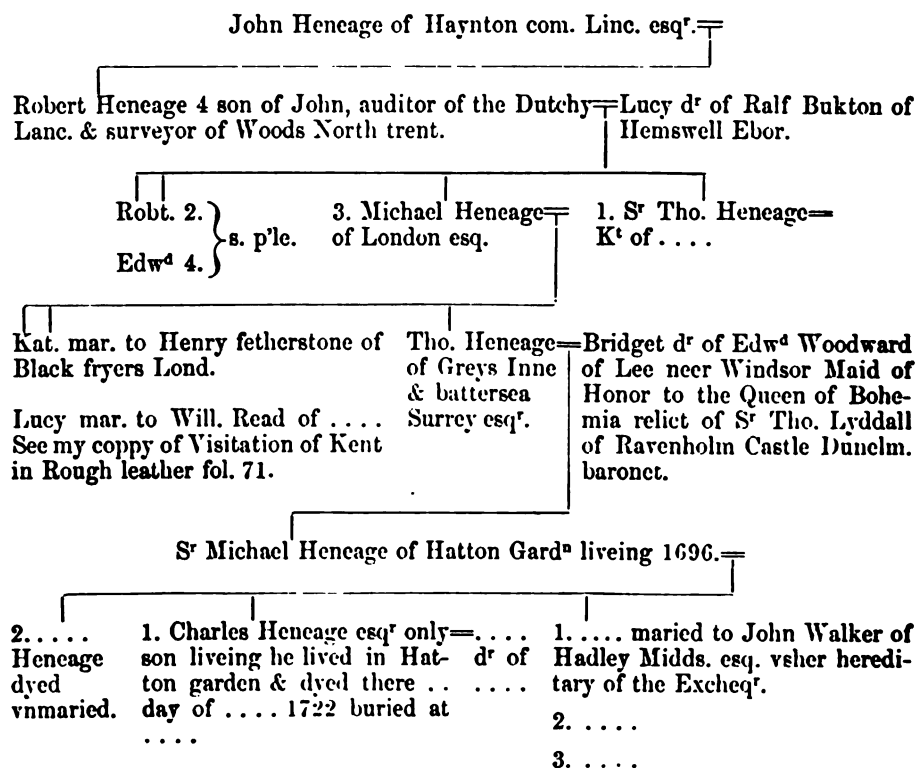 John Heneage of Haynton com. Linc. esqʳ.=
Robert Heneage 4 son of John, auditor of the Dutchy=Lucy dʳ of Ralf Bukton of
Lanc. & surveyor of Woods North trent. Hemswell Ebor.
Robt. 2.
Edwᵈ 4.
} s. p'le.
3. Michael Heneage=
of London esq.
1. Sʳ Tho. Heneage=
Kᵗ of . . . .
Kat. mar. to Henry fetherstone of
Black fryers Lond.
Lucy mar. to Will. Read of . . . .
See my coppy of Visitation of Kent
in Rough leather fol. 71.
Tho. Heneage=
of Greys Inne
& battersea
Surrey esqʳ.
Bridget dʳ of Edwᵈ Woodward
of Lee neer Windsor Maid of
Honor to the Queen of Bohe-
mia relict of Sʳ Tho. Lyddall
of Ravenholm Castle Dunelm.
baronet.
Sʳ Michael Heneage of Hatton Gardⁿ liveing 1696.=
2. . . . .
Heneage
dyed
vnmaried.
1. Charles Heneage esqʳ only=. . . .
son liveing he lived in Hat- dʳ of
ton garden & dyed there . . . . . .
day of . . . . 1722 buried at
. . . .
1. . . . . maried to John Walker of
Hadley Midds. esq. vsher heredi-
tary of the Excheqʳ.
2. . . . .
3. . . . .